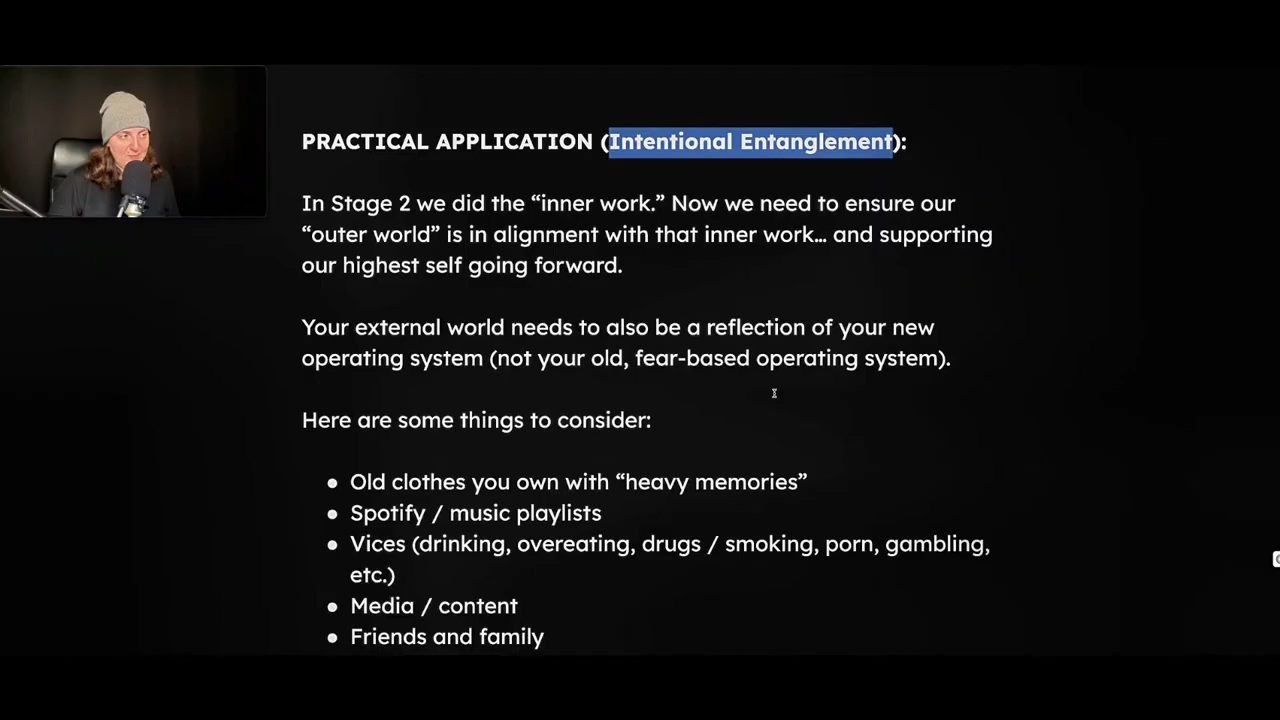 PRACTICAL APPLICATION (Intentional Entanglement):
In Stage 2 we did the “inner work.” Now we need to ensure our
“outer world” is in alignment with that inner work… and supporting
our highest self going forward.
Your external world needs to also be a reflection of your new
operating system (not your old, fear-based operating system).
Here are some things to consider:
● Old clothes you own with “heavy memories”
● Spotify / music playlists
● Vices (drinking, overeating, drugs / smoking, porn, gambling,
etc.)
● Media / content
● Friends and family